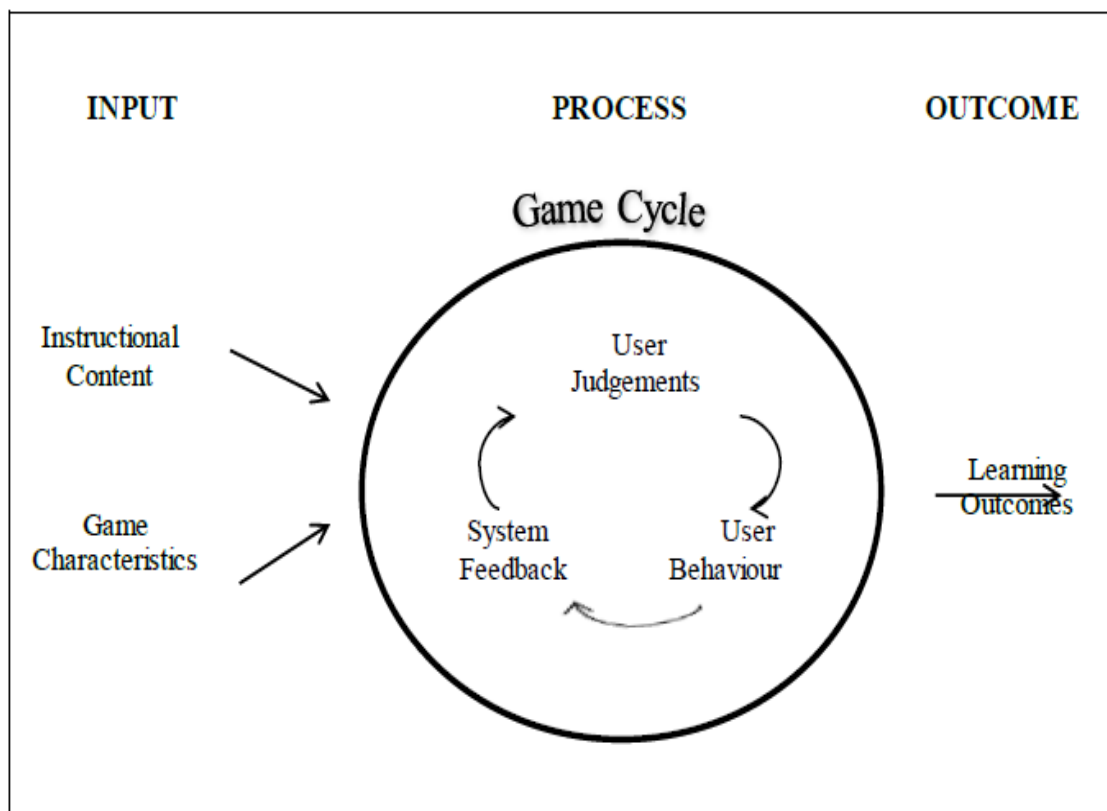 INPUT
PROCESS
OUTCOME
Game Cycle
Instructional
Content
Game
Characteristics
User
Judgements
System
Feedback
User
Behaviour
Learning
Outcomes